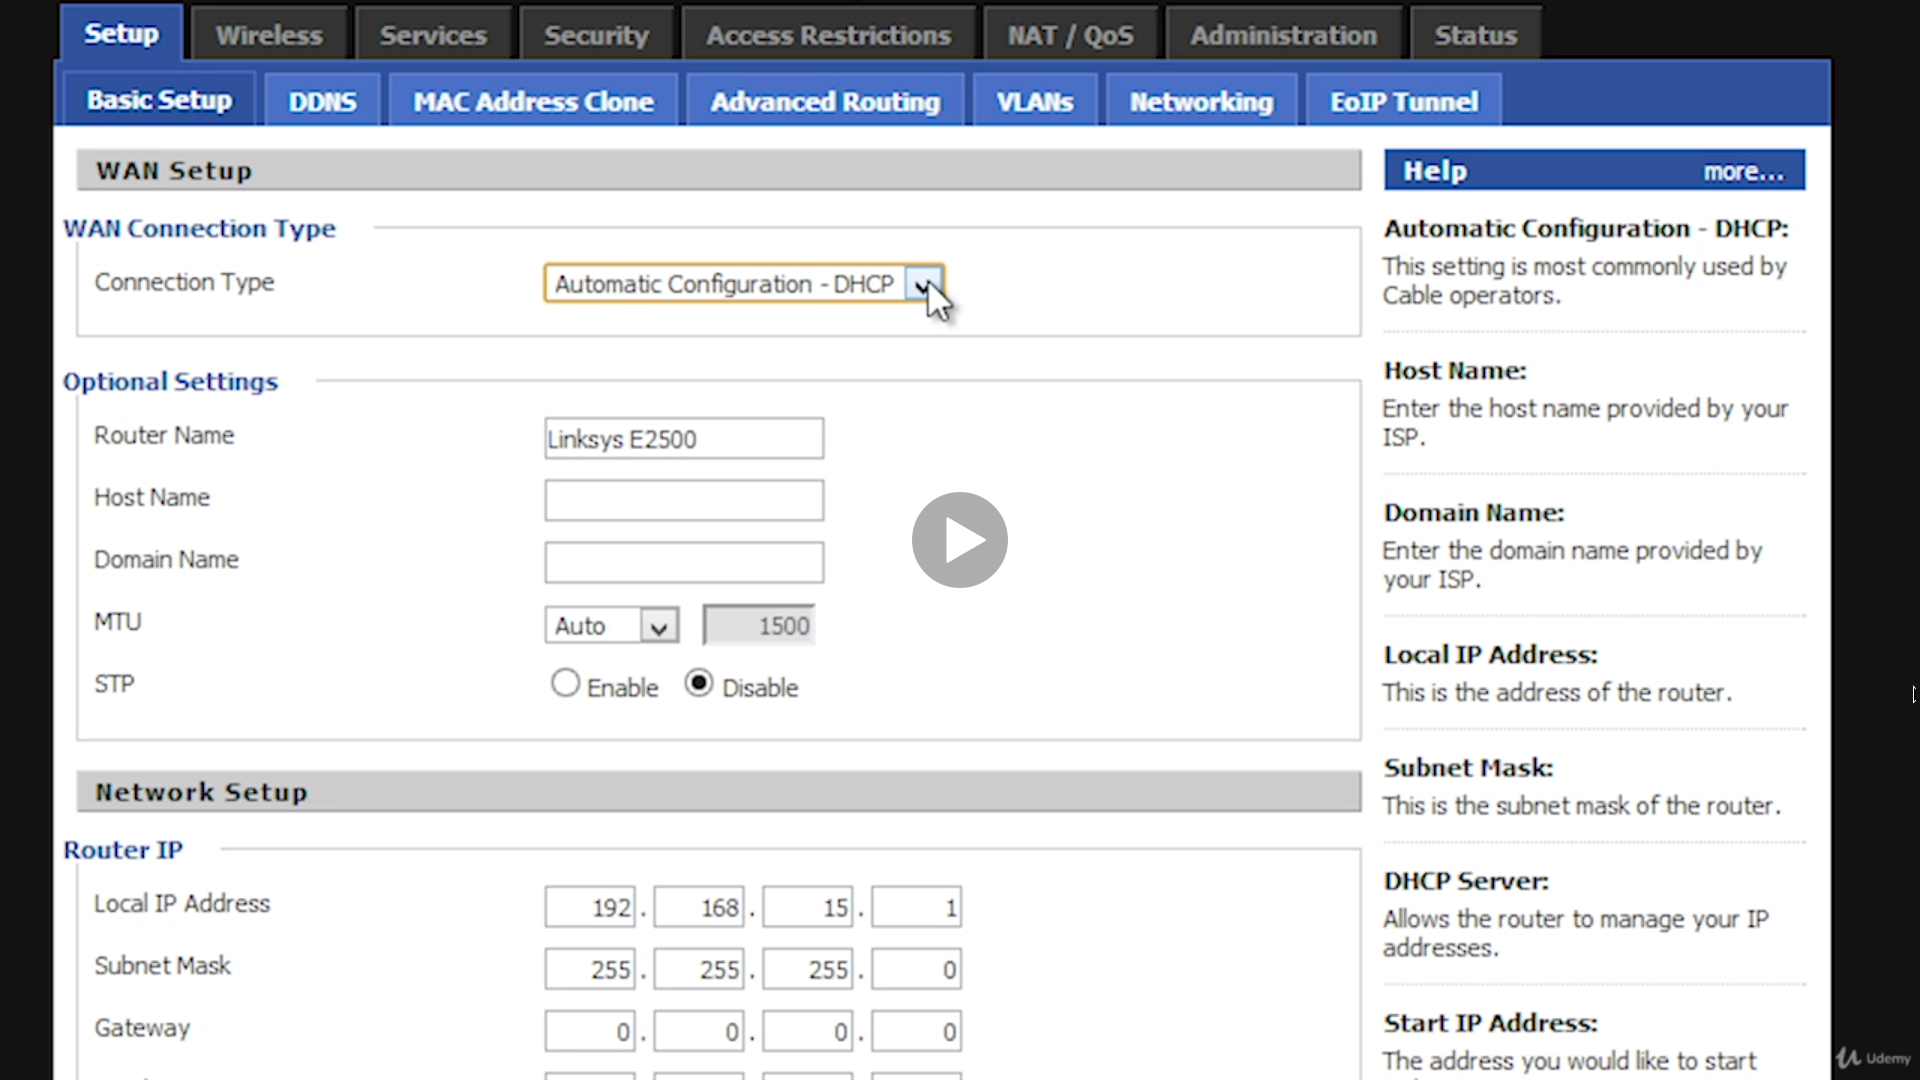 Setup Wireless Services Security Access Restrictions NAT / QoS Administration Status
Basic Setup DDNS MAC Address Clone Advanced Routing VLANs Networking EoIP Tunnel
WAN Setup
WAN Connection Type
Connection Type Automatic Configuration - DHCP
Optional Settings
Router Name Linksys E2500
Host Name
Domain Name
MTU Auto 1500
STP Enable Disable
Network Setup
Router IP
Local IP Address 192 . 168 . 15 . 1
Subnet Mask 255 . 255 . 255 . 0
Gateway 0 . 0 . 0 . 0
Help more...
Automatic Configuration - DHCP:
This setting is most commonly used by
Cable operators.
Host Name:
Enter the host name provided by your
ISP.
Domain Name:
Enter the domain name provided by
your ISP.
Local IP Address:
This is the address of the router.
Subnet Mask:
This is the subnet mask of the router.
DHCP Server:
Allows the router to manage your IP
addresses.
Start IP Address:
The address you would like to start
Udemy